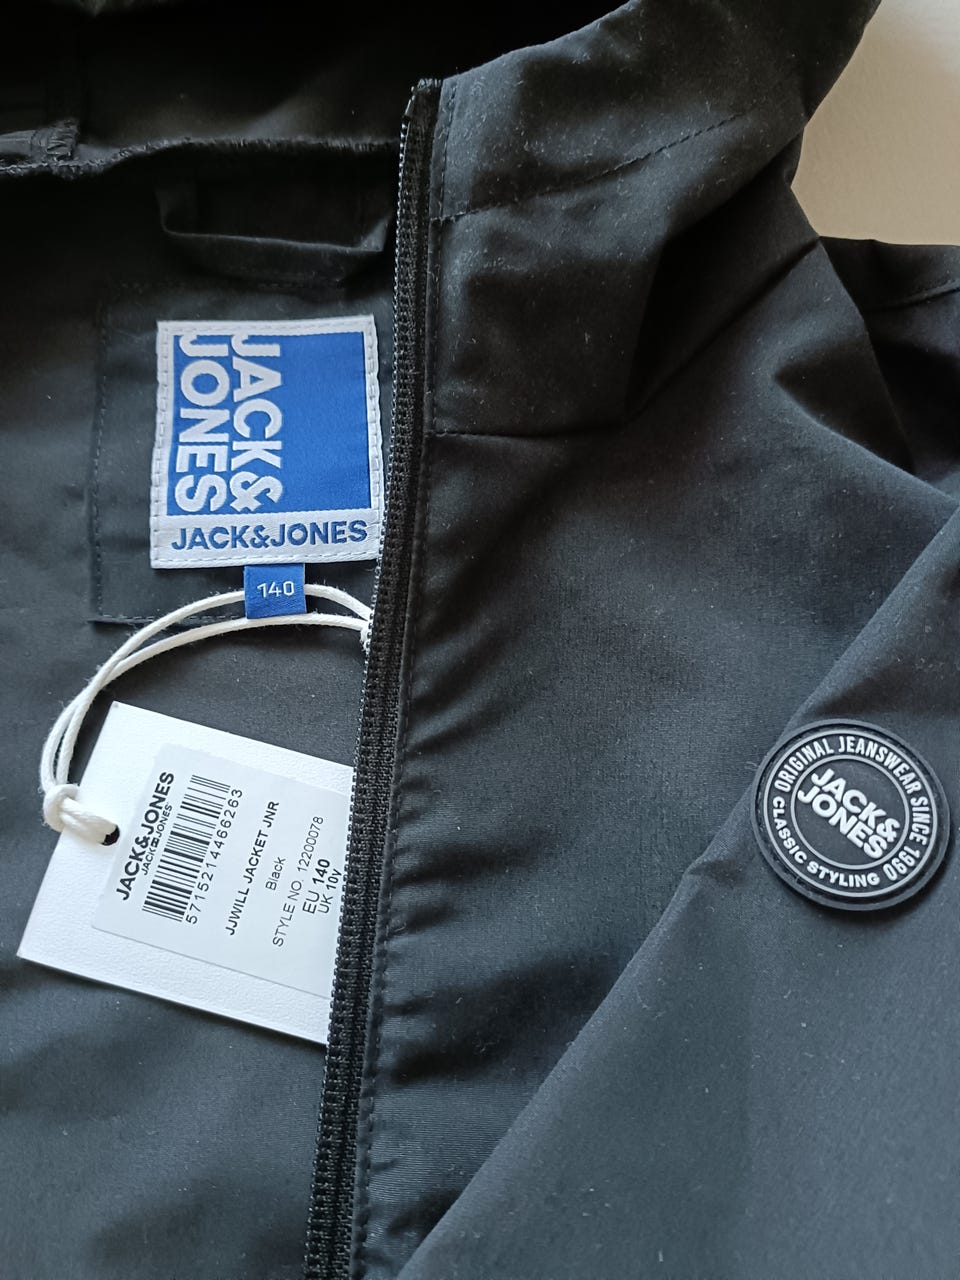 JACK&
JONES
JACK&JONES
140
JACK&JONES
JACK&JONES
5715214466263
JJWILL JACKET JNR
Black
STYLE NO. 12200078
EU 140
UK 10y
ORIGINAL JEANSWEAR SINCE 1990
JACK&
JONES
CLASSIC STYLING